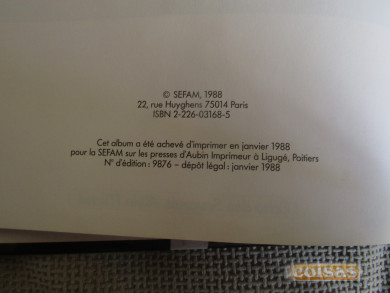 © SEFAM, 1988
22, rue Huyghens 75014 Paris
ISBN 2-226-03168-5
Cet album a été achevé d'imprimer en janvier 1988
pour la SEFAM sur les presses d'Aubin Imprimeur à Ligugé, Poitiers
N° d'édition : 9876 – dépôt légal : janvier 1988
coisas